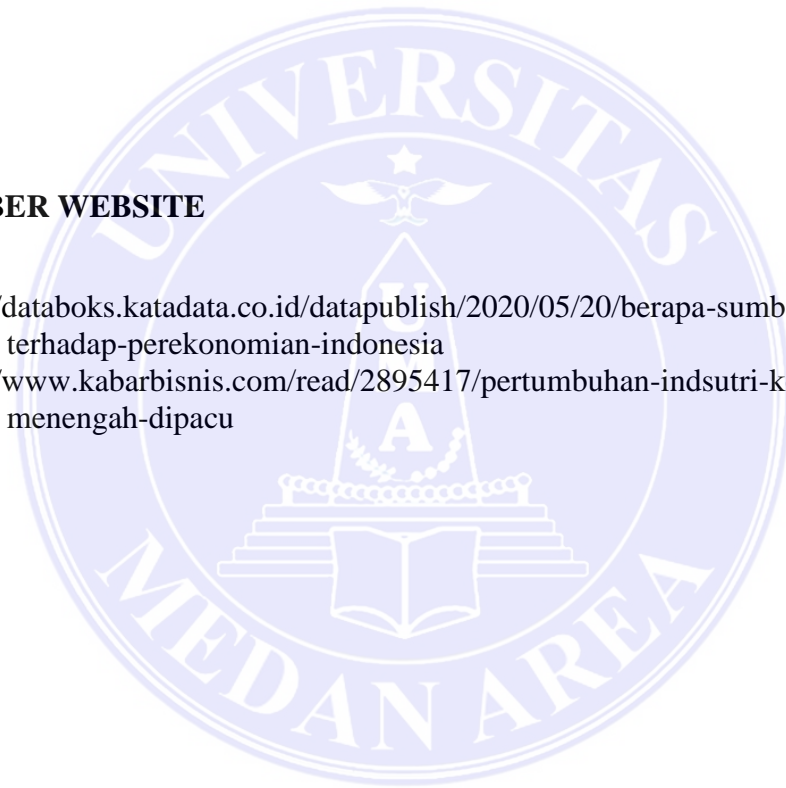 BER WEBSITE
/databoks.katadata.co.id/datapublish/2020/05/20/berapa-sumb
terhadap-perekonomian-indonesia
/www.kabarbisnis.com/read/2895417/pertumbuhan-indsutri-k
menengah-dipacu
UNIVERSITAS
U
M
A
MEDAN AREA